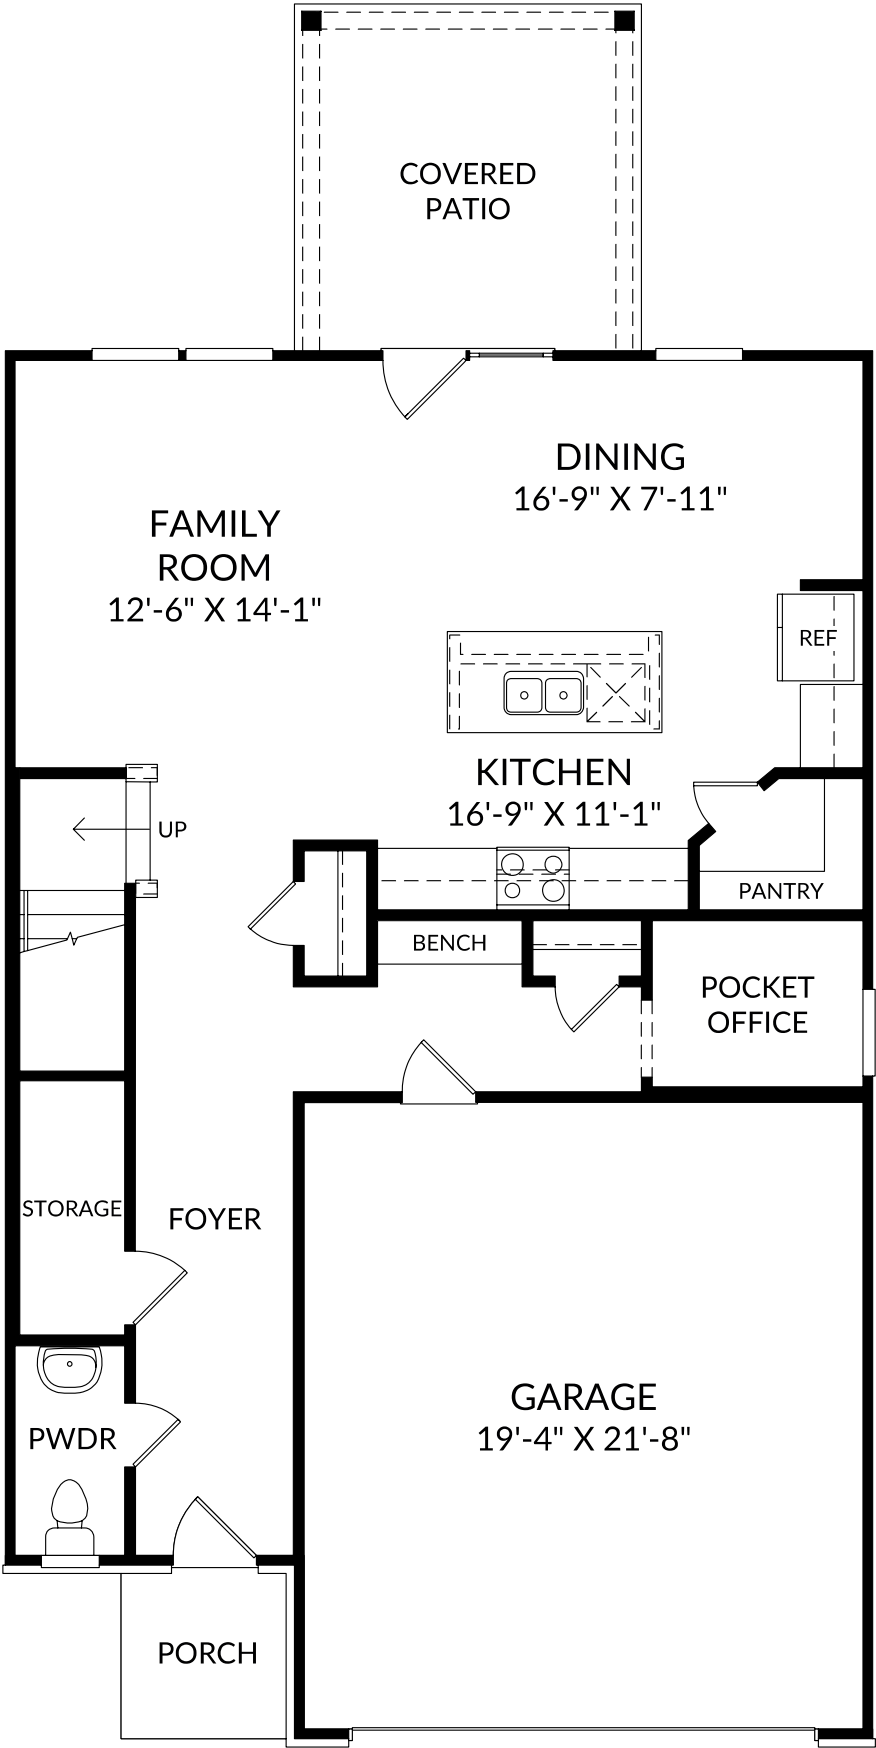 COVERED
PATIO
DINING
16'-9" X 7'-11"
FAMILY
ROOM
12'-6" X 14'-1"
REF
KITCHEN
16'-9" X 11'-1"
UP
PANTRY
BENCH
POCKET
OFFICE
STORAGE
FOYER
GARAGE
19'-4" X 21'-8"
PWDR
PORCH